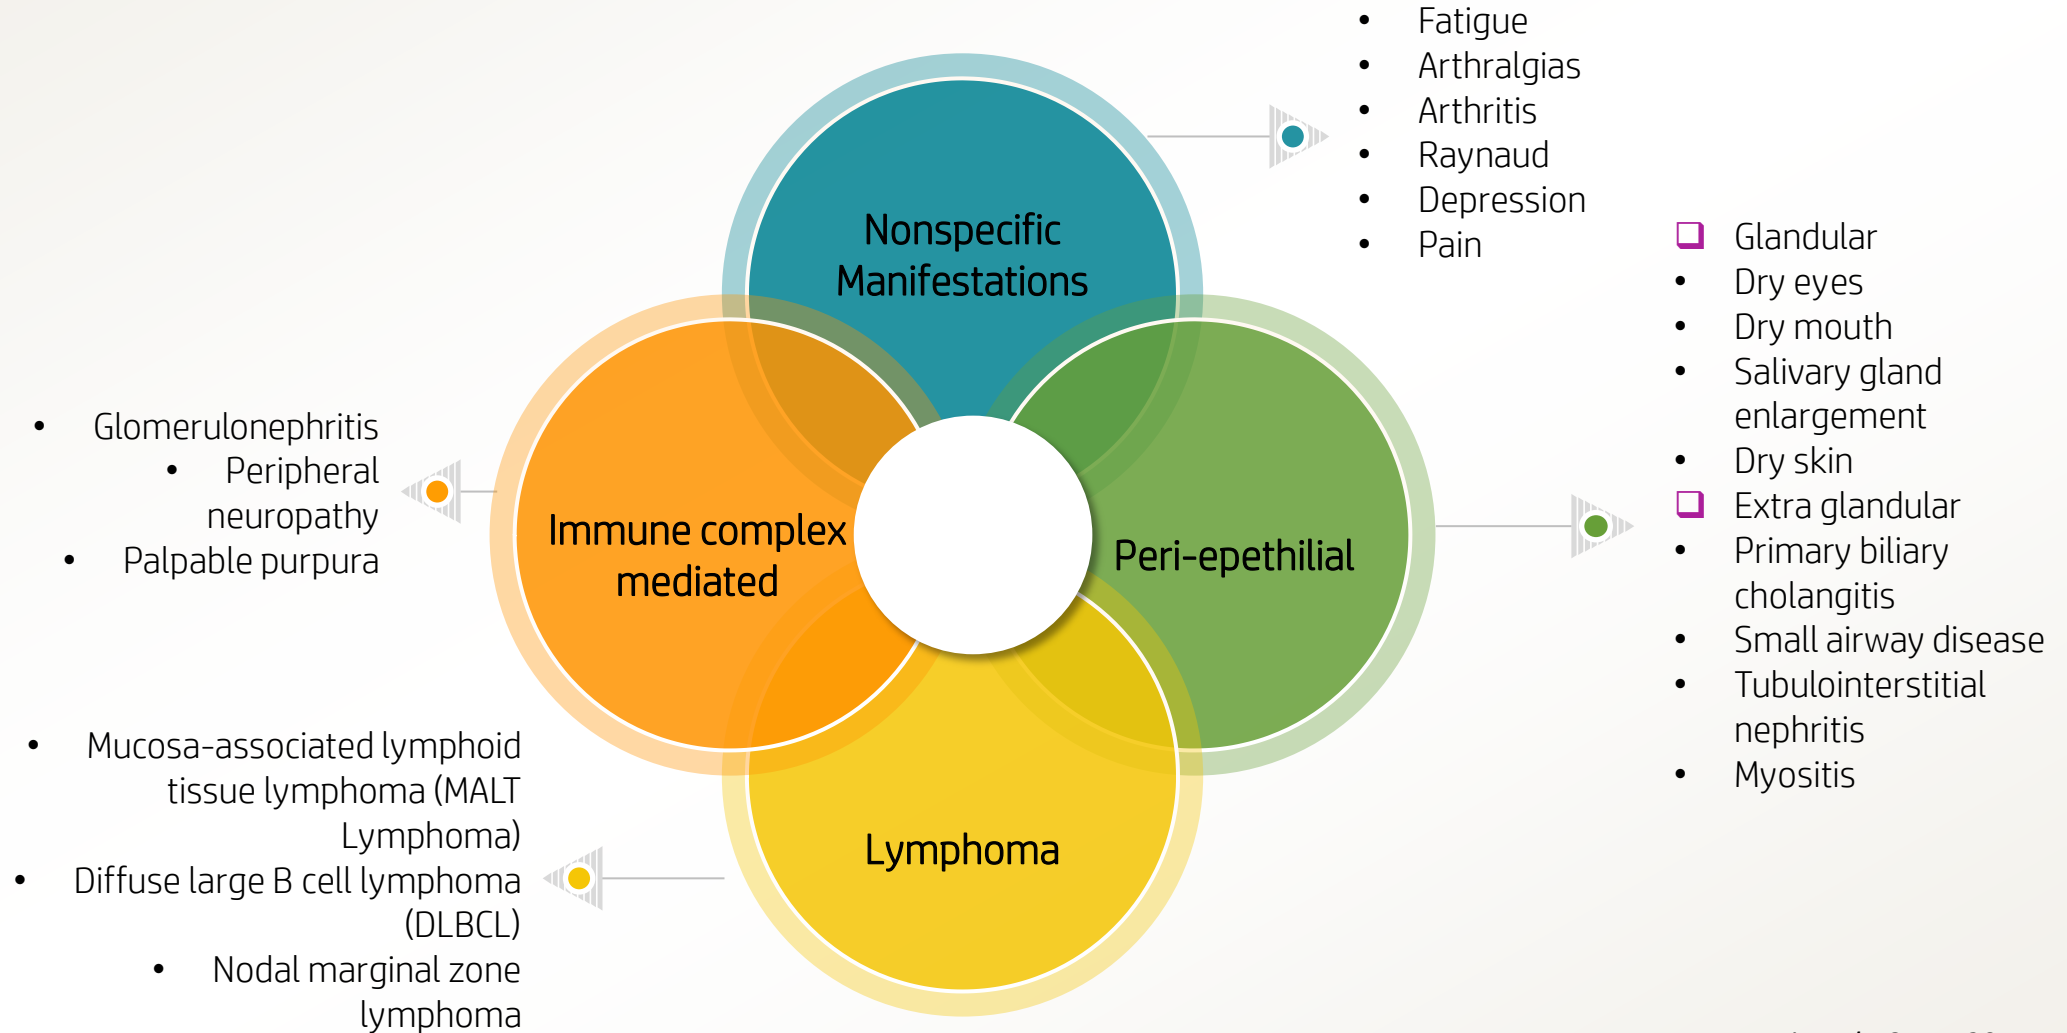 • Fatigue
• Arthralgias
• Arthritis
• Raynaud
• Depression
• Pain
Nonspecific
Manifestations
❑ Glandular
• Dry eyes
• Dry mouth
• Salivary gland
enlargement
• Dry skin
❑ Extra glandular
• Primary biliary
cholangitis
• Small airway disease
• Tubulointerstitial
nephritis
• Myositis
• Glomerulonephritis
• Peripheral
neuropathy
• Palpable purpura
Immune complex
mediated
Peri-epethilial
• Mucosa-associated lymphoid
tissue lymphoma (MALT
Lymphoma)
• Diffuse large B cell lymphoma
(DLBCL)
• Nodal marginal zone
lymphoma
Lymphoma